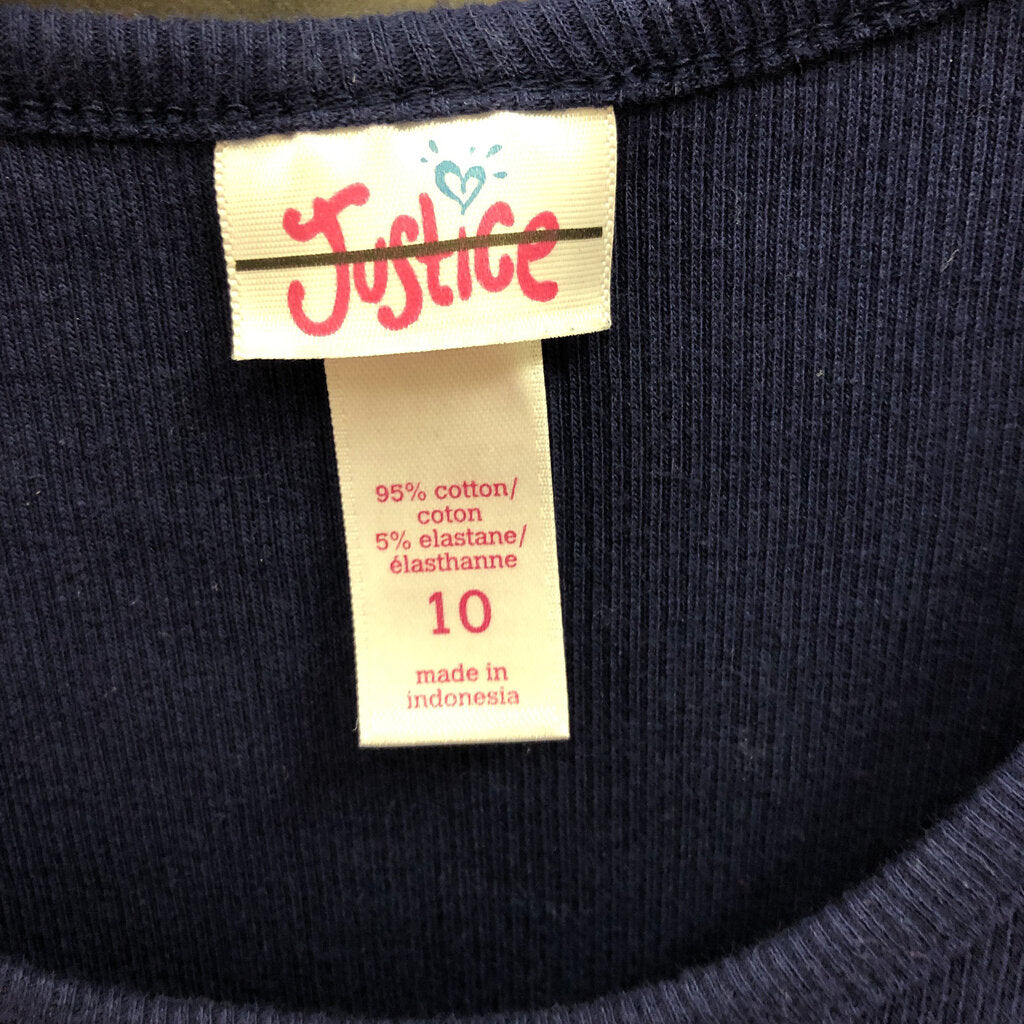 Justice
95% cotton/
coton
5% elastane/
élasthanne
10
made in
indonesia